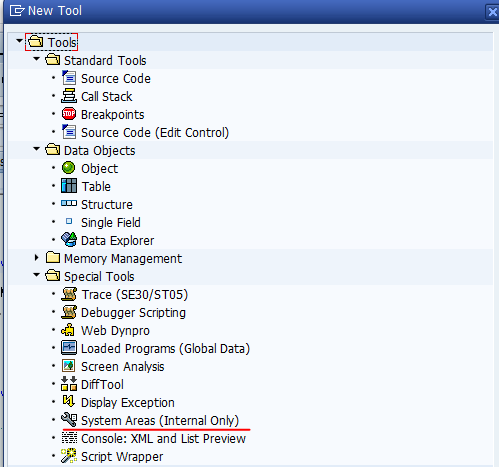 New Tool
Tools
Standard Tools
Source Code
Call Stack
Breakpoints
Source Code (Edit Control)
Data Objects
Object
Table
Structure
Single Field
Data Explorer
Memory Management
Special Tools
Trace (SE30/ST05)
Debugger Scripting
Web Dynpro
Loaded Programs (Global Data)
Screen Analysis
DiffTool
Display Exception
System Areas (Internal Only)
Console: XML and List Preview
Script Wrapper